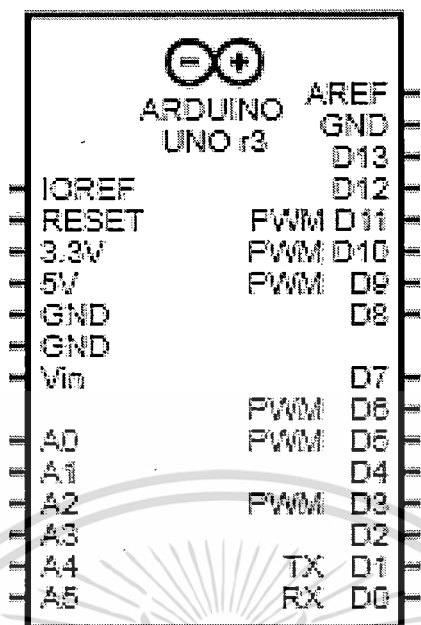 ARDUINO
UNO r3
IOREF
RESET
3.3V
5V
GND
GND
Vin
A0
A1
A2
A3
A4
A5
AREF
GND
D13
D12
PWM D11
PWM D10
PWM D9
D8
D7
PWM D6
PWM D5
D4
PWM D3
D2
TX D1
RX D0